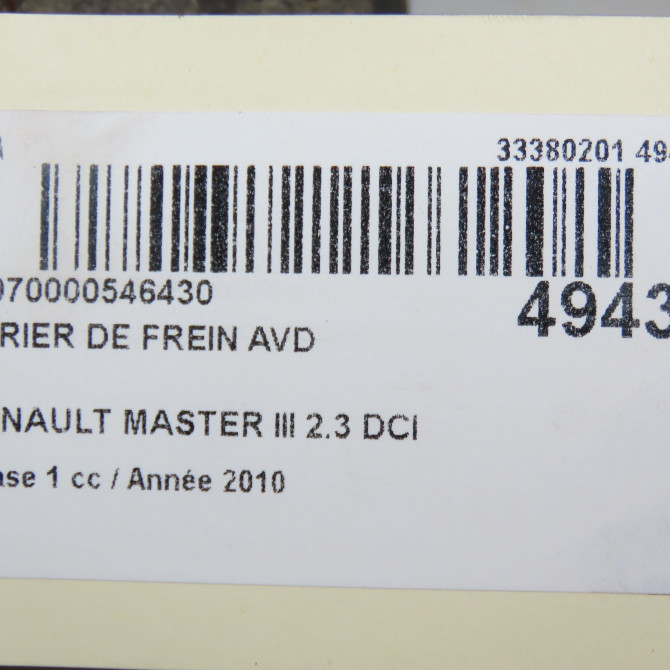 33380201 494
070000546430
4943
RIER DE FREIN AVD
NAULT MASTER III 2.3 DCI
ase 1 cc / Année 2010